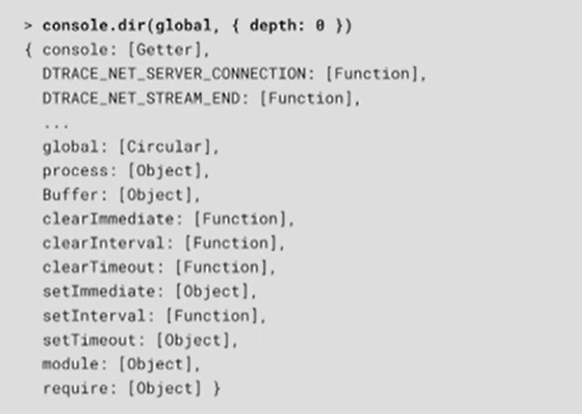 > console.dir(global, { depth: 0 })
{ console: [Getter],
  DTRACE_NET_SERVER_CONNECTION: [Function],
  DTRACE_NET_STREAM_END: [Function],
  ...
  global: [Circular],
  process: [Object],
  Buffer: [Object],
  clearImmediate: [Function],
  clearInterval: [Function],
  clearTimeout: [Function],
  setImmediate: [Object],
  setInterval: [Function],
  setTimeout: [Object],
  module: [Object],
  require: [Object] }